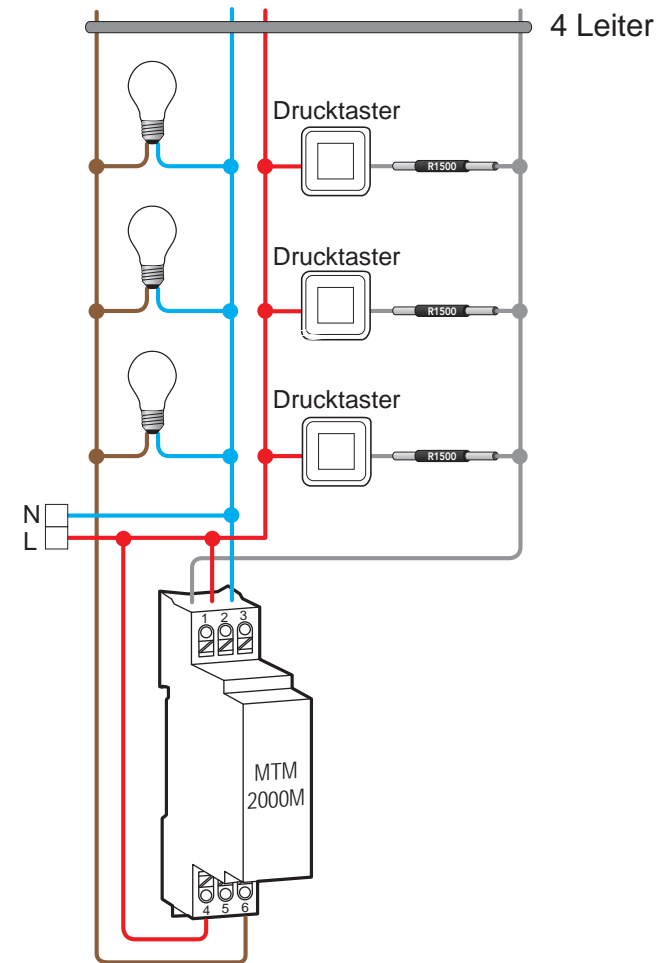 4 Leiter
Drucktaster
R1500
Drucktaster
R1500
Drucktaster
R1500
N
L
1 2 3
MTM
2000M
4 5 6